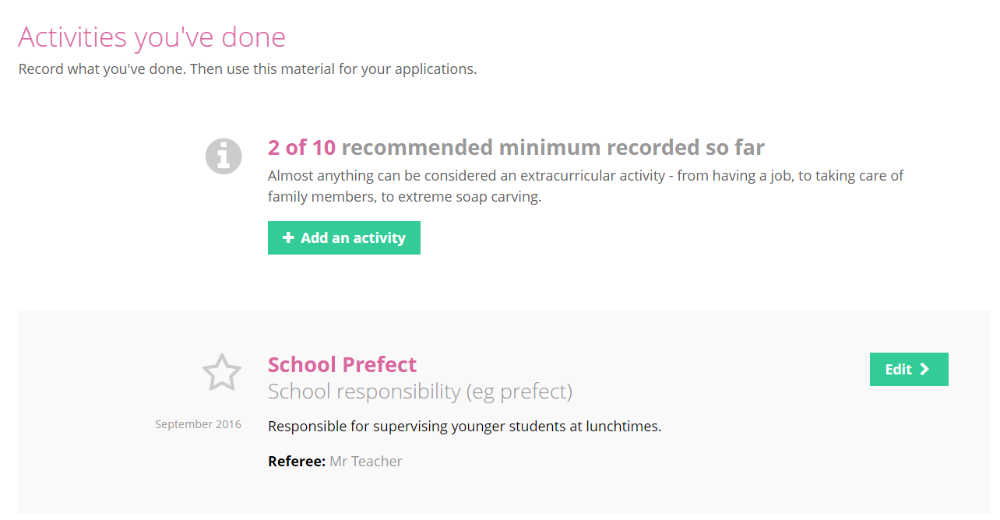 Activities you've done
Record what you've done. Then use this material for your applications.
2 of 10 recommended minimum recorded so far
Almost anything can be considered an extracurricular activity - from having a job, to taking care of
family members, to extreme soap carving.
+ Add an activity
School Prefect
Edit
School responsibility (eg prefect)
September 2016
Responsible for supervising younger students at lunchtimes.
Referee: Mr Teacher